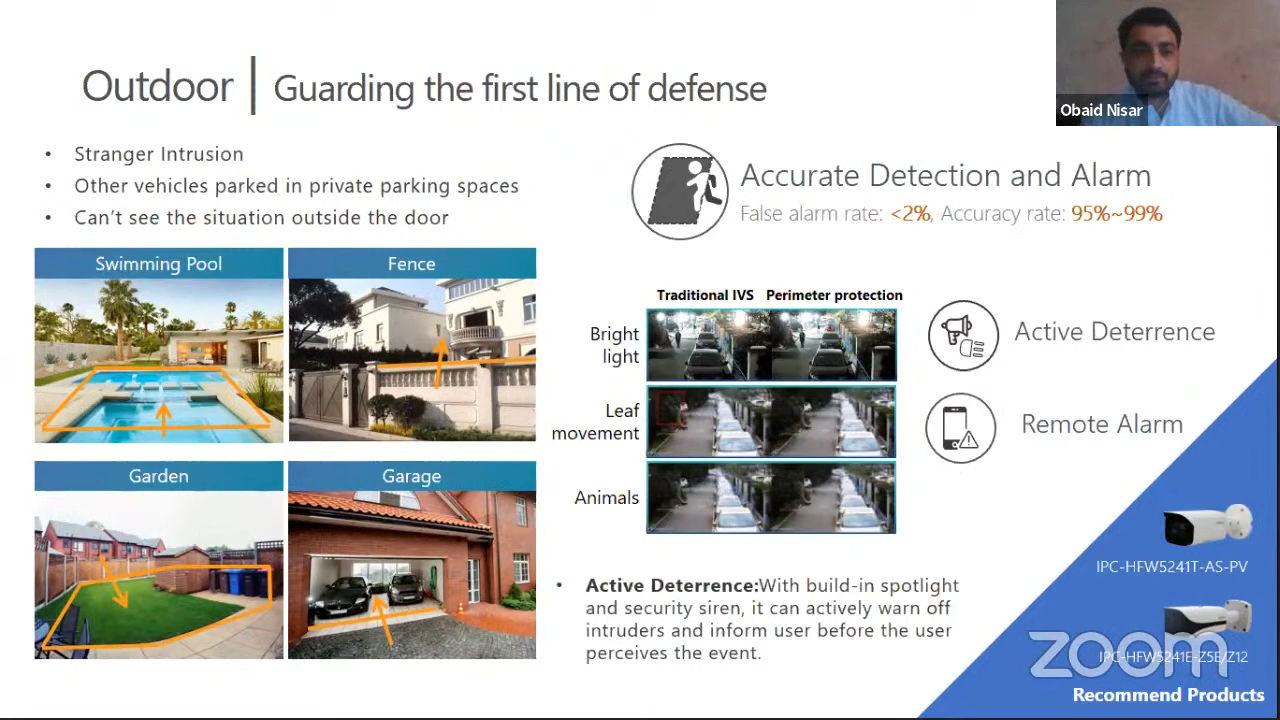 Outdoor | Guarding the first line of defense
Obaid Nisar
• Stranger Intrusion
• Other vehicles parked in private parking spaces
• Can't see the situation outside the door
Swimming Pool
Fence
Garden
Garage
Accurate Detection and Alarm
False alarm rate: <2%, Accuracy rate: 95%~99%
Traditional IVS Perimeter protection
Bright
light
Leaf
movement
Animals
Active Deterrence
Remote Alarm
• Active Deterrence:With build-in spotlight
and security siren, it can actively warn off
intruders and inform user before the user
perceives the event.
IPC-HFW5241T-AS-PV
IPC-HFW5241E-Z5E/Z12
zoom
Recommend Products